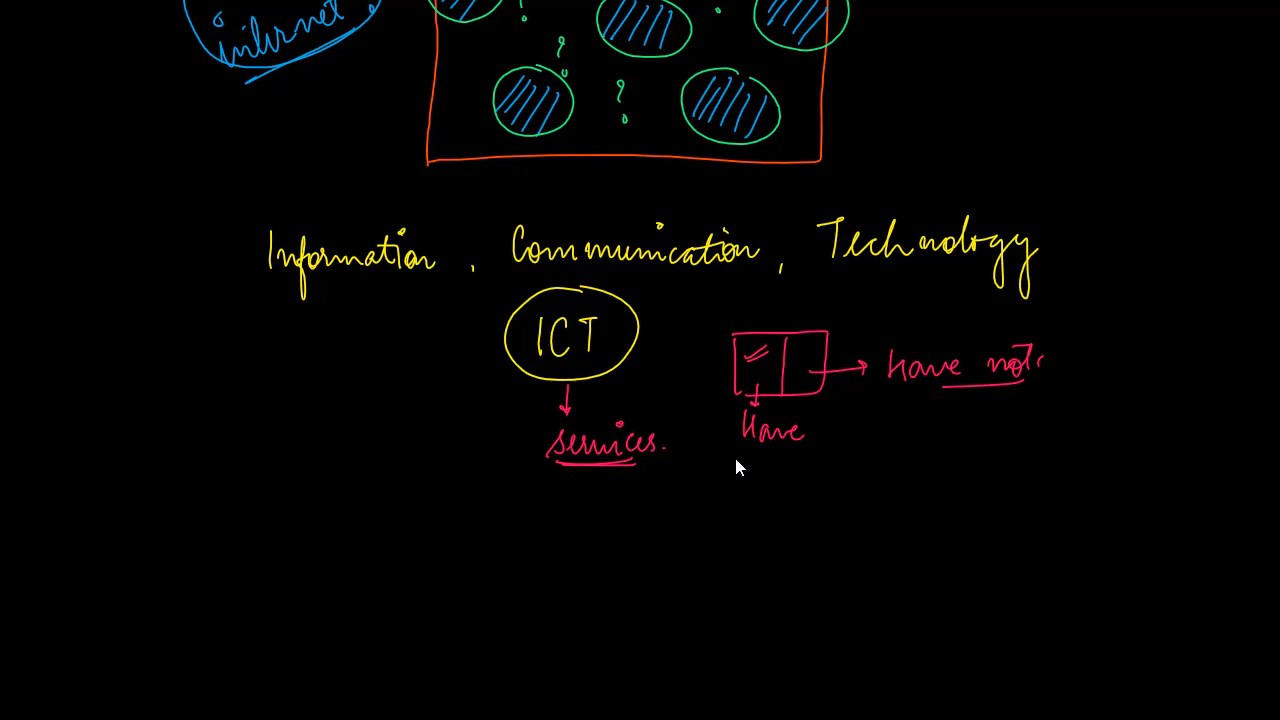 internet
? ?
? ?
Information, Communication, Technology
ICT
Have not
services.
Have